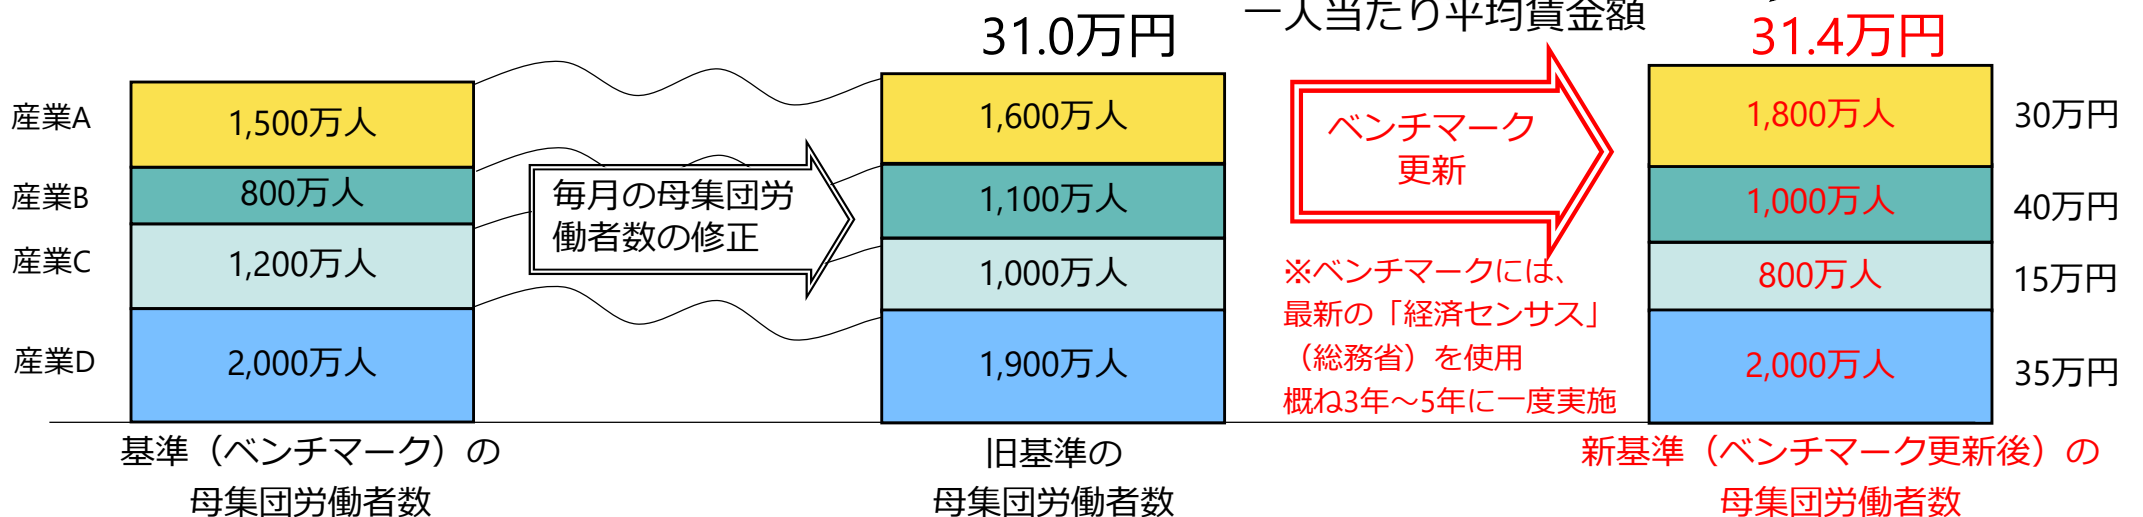 一人当たり平均賃金額
31.0万円
31.4万円
産業A
1,500万人
1,600万人
1,800万人
30万円
ベンチマーク
更新
産業B
800万人
1,100万人
1,000万人
40万円
毎月の母集団労
働者数の修正
産業C
1,200万人
1,000万人
800万人
15万円
※ベンチマークには、
最新の「経済センサス」
（総務省）を使用
概ね3年～5年に一度実施
産業D
2,000万人
1,900万人
2,000万人
35万円
基準（ベンチマーク）の
母集団労働者数
旧基準の
母集団労働者数
新基準（ベンチマーク更新後）の
母集団労働者数